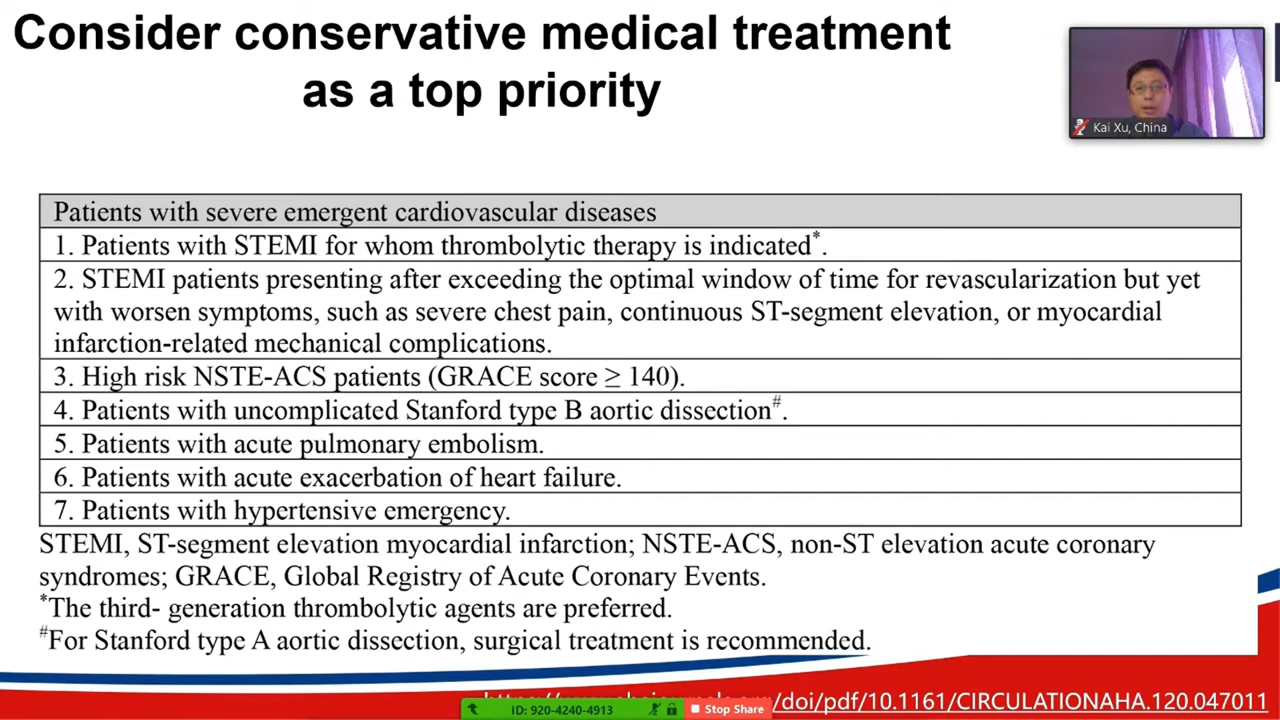 Consider conservative medical treatment
as a top priority
Kai Xu, China
Patients with severe emergent cardiovascular diseases
1. Patients with STEMI for whom thrombolytic therapy is indicated*.
2. STEMI patients presenting after exceeding the optimal window of time for revascularization but yet
with worsen symptoms, such as severe chest pain, continuous ST-segment elevation, or myocardial
infarction-related mechanical complications.
3. High risk NSTE-ACS patients (GRACE score ≥ 140).
4. Patients with uncomplicated Stanford type B aortic dissection#.
5. Patients with acute pulmonary embolism.
6. Patients with acute exacerbation of heart failure.
7. Patients with hypertensive emergency.
STEMI, ST-segment elevation myocardial infarction; NSTE-ACS, non-ST elevation acute coronary
syndromes; GRACE, Global Registry of Acute Coronary Events.
*The third- generation thrombolytic agents are preferred.
#For Stanford type A aortic dissection, surgical treatment is recommended.
/doi/pdf/10.1161/CIRCULATIONAHA.120.047011
ID: 920-4240-4913
Stop Share